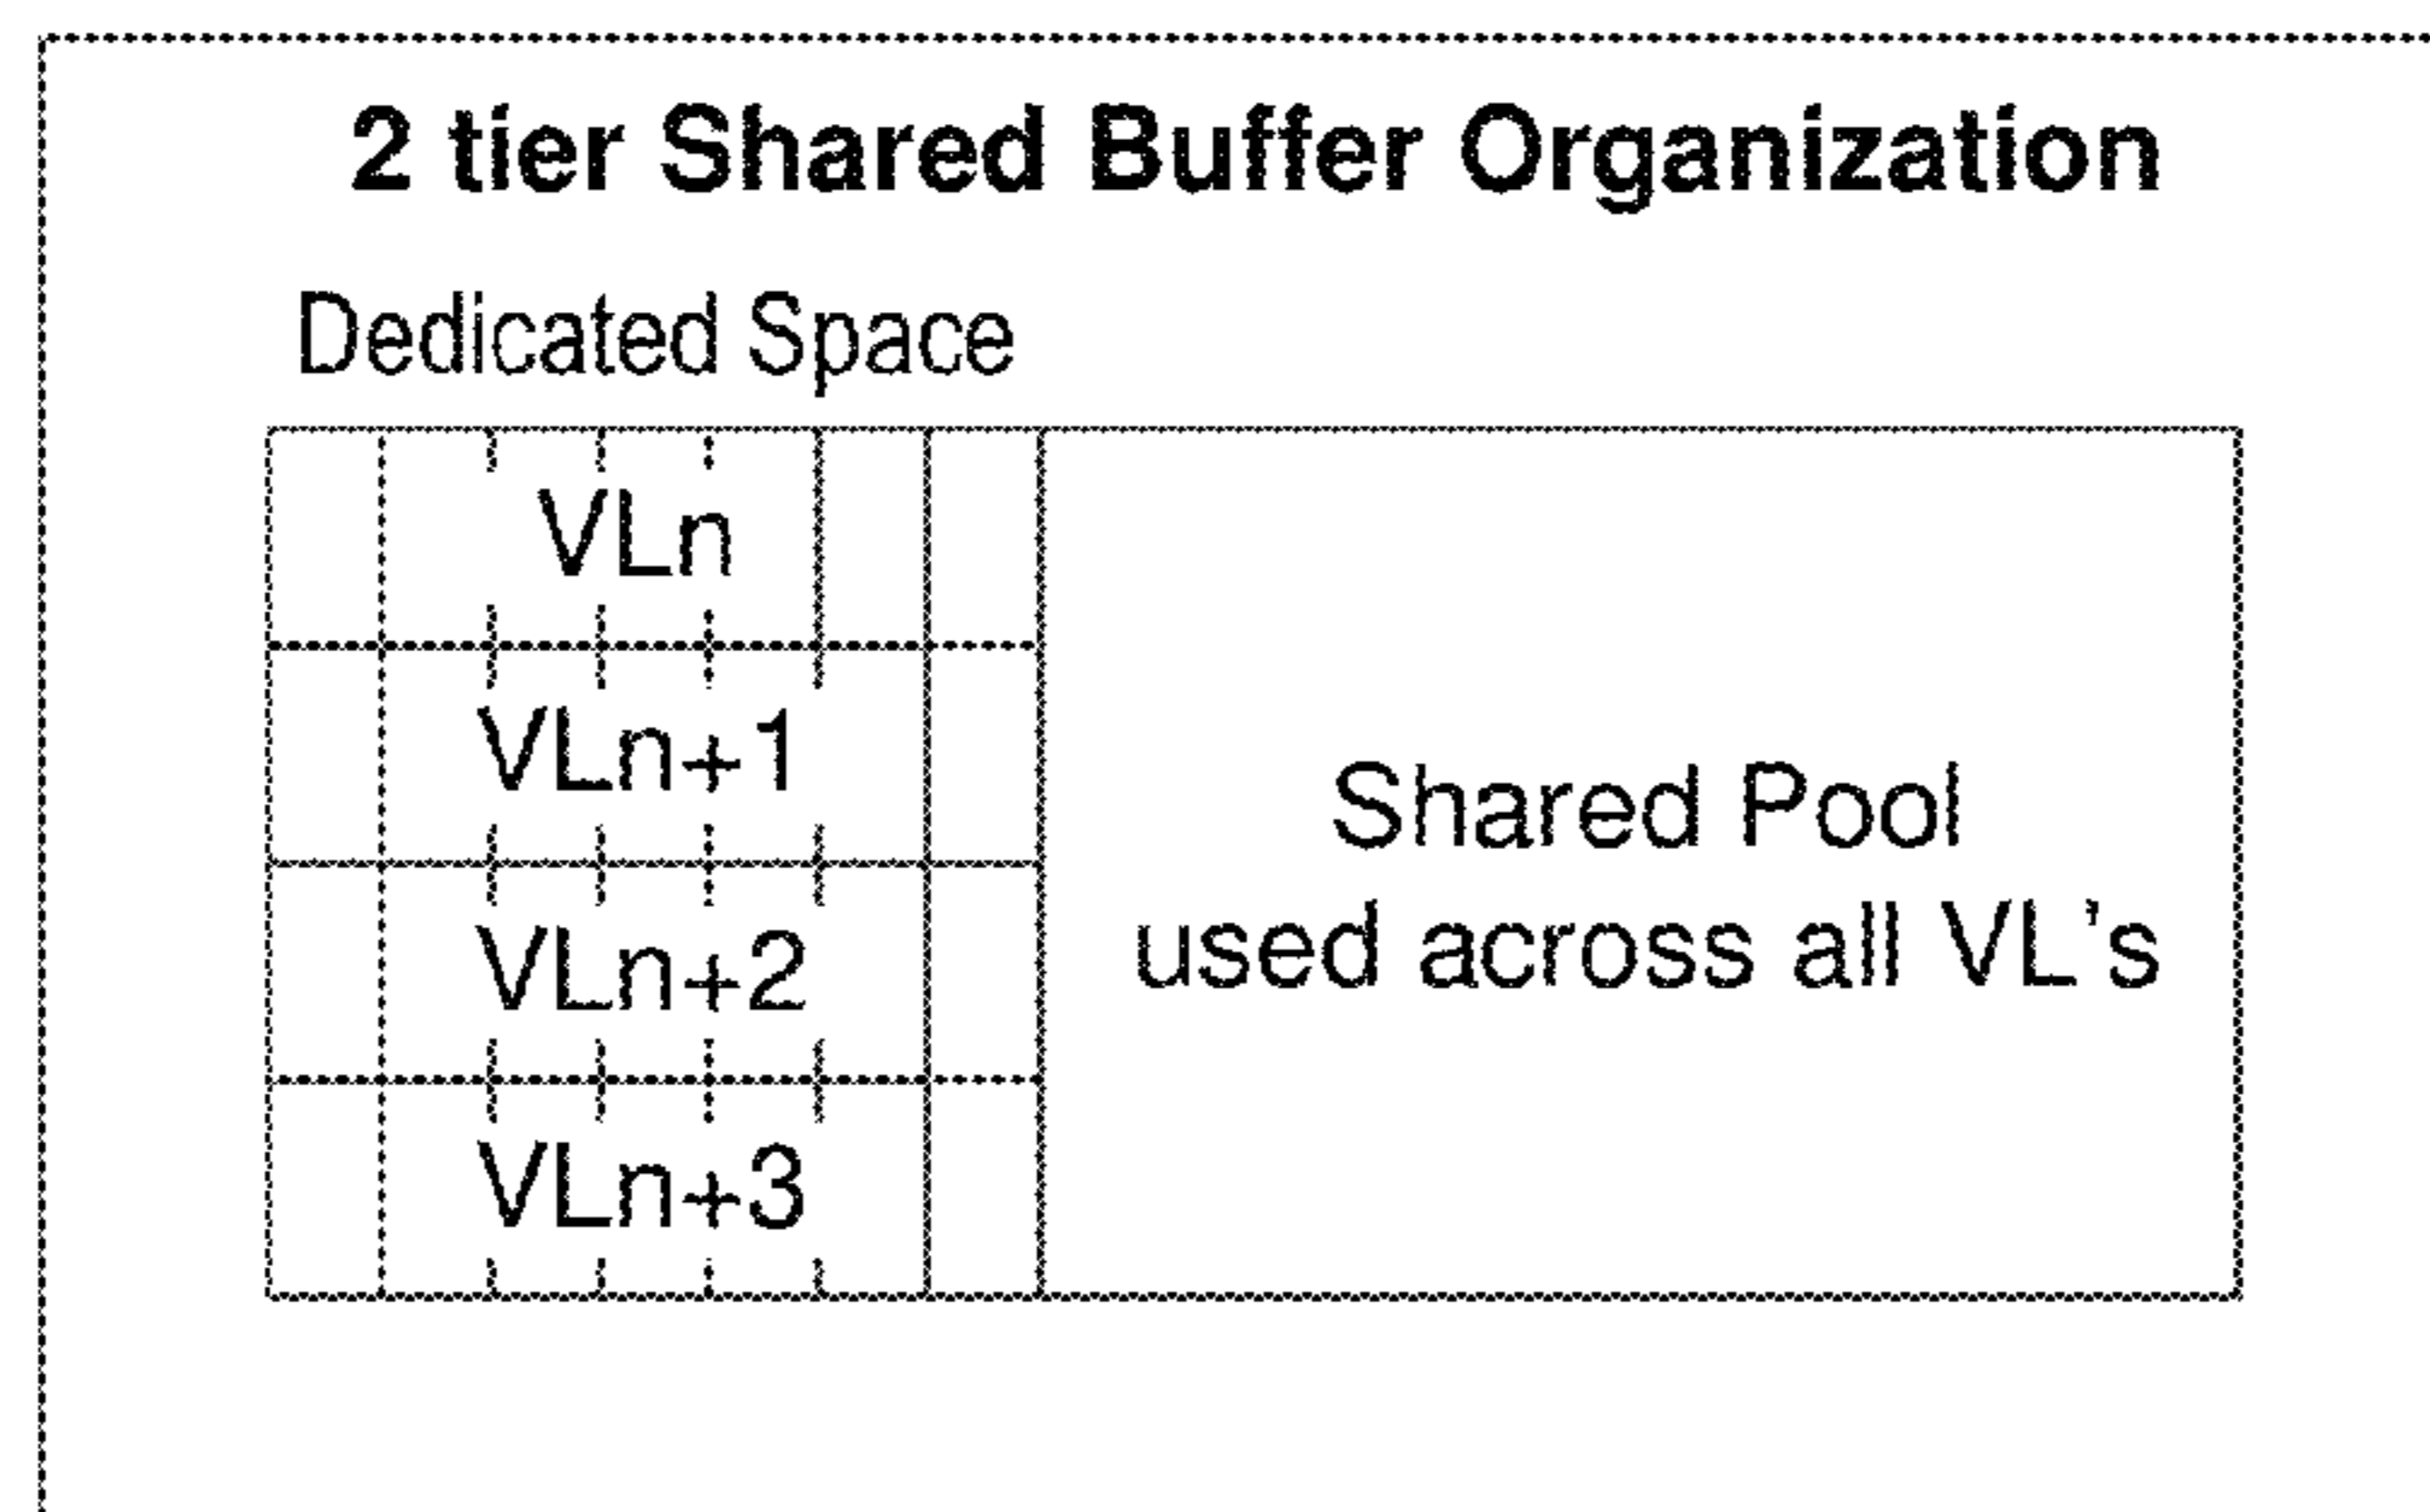 2 tier Shared Buffer Organization
Dedicated Space
VLn
VLn+1
VLn+2
VLn+3
Shared Pool
used across all VL's